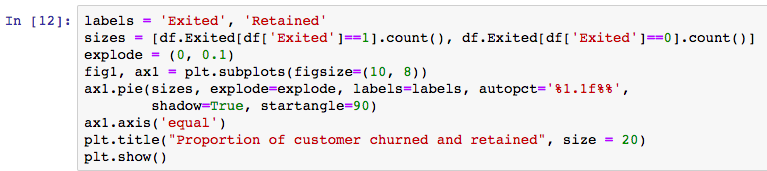 In [12]: labels = 'Exited', 'Retained'
sizes = [df.Exited[df['Exited']==1].count(), df.Exited[df['Exited']==0].count()]
explode = (0, 0.1)
fig1, ax1 = plt.subplots(figsize=(10, 8))
ax1.pie(sizes, explode=explode, labels=labels, autopct='%1.1f%%',
        shadow=True, startangle=90)
ax1.axis('equal')
plt.title("Proportion of customer churned and retained", size = 20)
plt.show()